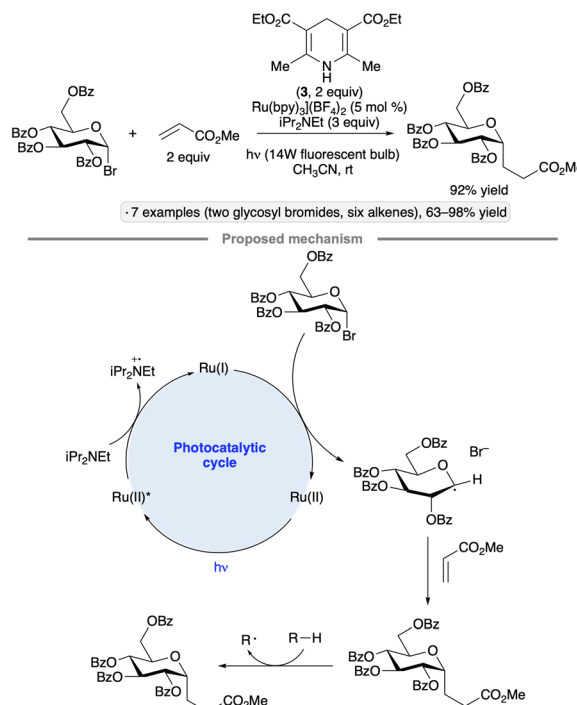 EtO₂C CO₂Et
Me N H Me
(3, 2 equiv)
OBz
BzO O
BzO
BzO
Br
+
CO₂Me
2 equiv
Ru(bpy)₃](BF₄)₂ (5 mol %)
iPr₂NEt (3 equiv)
hν (14W fluorescent bulb)
CH₃CN, rt
OBz
BzO O
BzO
BzO
CO₂Me
92% yield
· 7 examples (two glycosyl bromides, six alkenes), 63–98% yield
Proposed mechanism
OBz
BzO O
BzO
BzO
Br
+•
iPr₂NEt
Ru(I)
iPr₂NEt
Photocatalytic
cycle
Ru(II)*
Ru(II)
hν
OBz
Br⁻
BzO O
BzO H
•
OBz
CO₂Me
R• R–H
OBz
BzO O
BzO
BzO
CO₂Me
OBz
BzO O
BzO
BzO •
CO₂Me